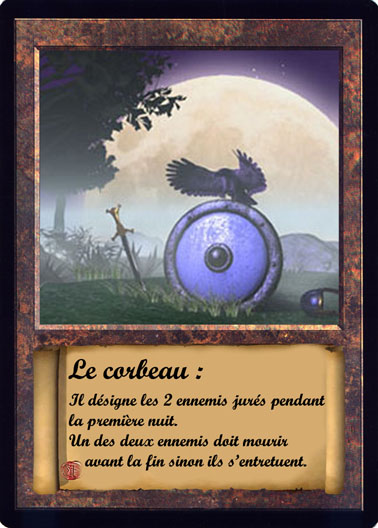 Le corbeau :
Il désigne les 2 ennemis jurés pendant
la première nuit.
Un des deux ennemis doit mourir
avant la fin sinon ils s'entretuent.